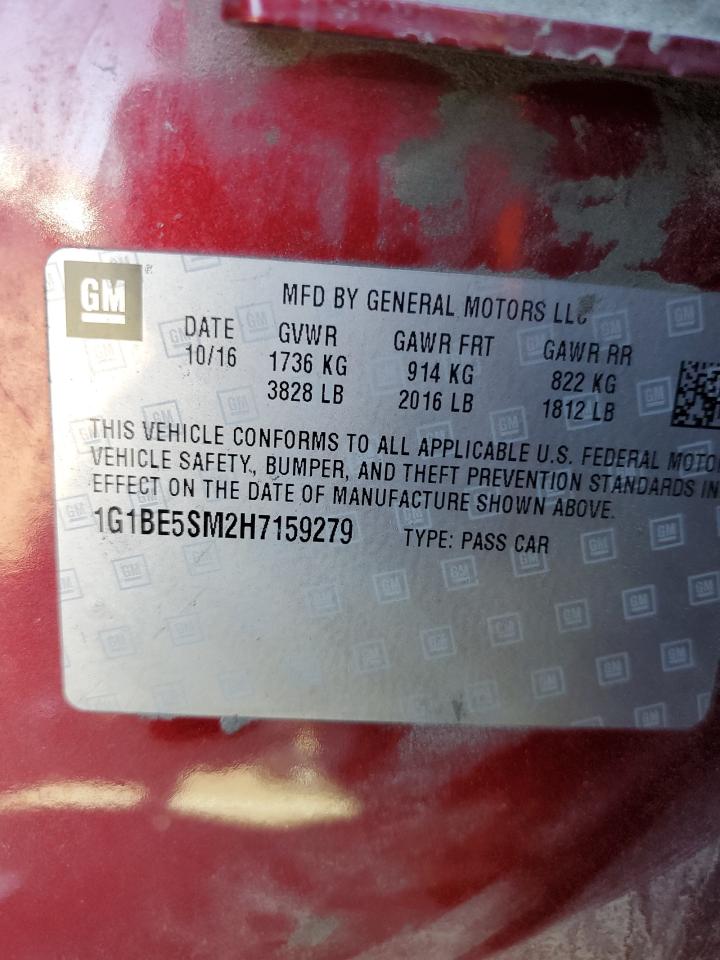 GM
MFD BY GENERAL MOTORS LLC
DATE GVWR GAWR FRT GAWR RR
10/16 1736 KG 914 KG 822 KG
3828 LB 2016 LB 1812 LB
THIS VEHICLE CONFORMS TO ALL APPLICABLE U.S. FEDERAL MOTO
VEHICLE SAFETY, BUMPER, AND THEFT PREVENTION STANDARDS IN
EFFECT ON THE DATE OF MANUFACTURE SHOWN ABOVE.
1G1BE5SM2H7159279 TYPE: PASS CAR